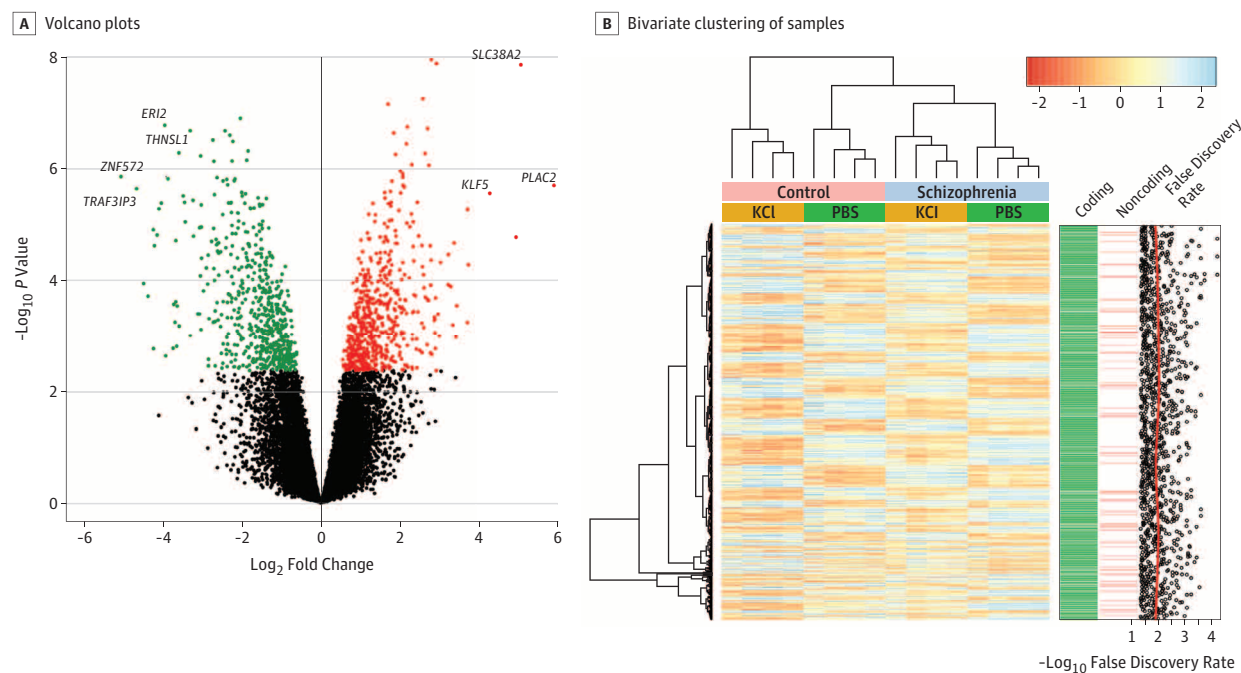 A Volcano plots
8
6
4
2
0
-Log10 P Value
SLC38A2
ERI2
THNSL1
ZNF572
TRAF3IP3
KLF5
PLAC2
-6 -4 -2 0 2 4 6
Log2 Fold Change
B Bivariate clustering of samples
-2 -1 0 1 2
Control Schizophrenia
KCl PBS KCl PBS
Coding
Noncoding
False Discovery
Rate
1 2 3 4
-Log10 False Discovery Rate